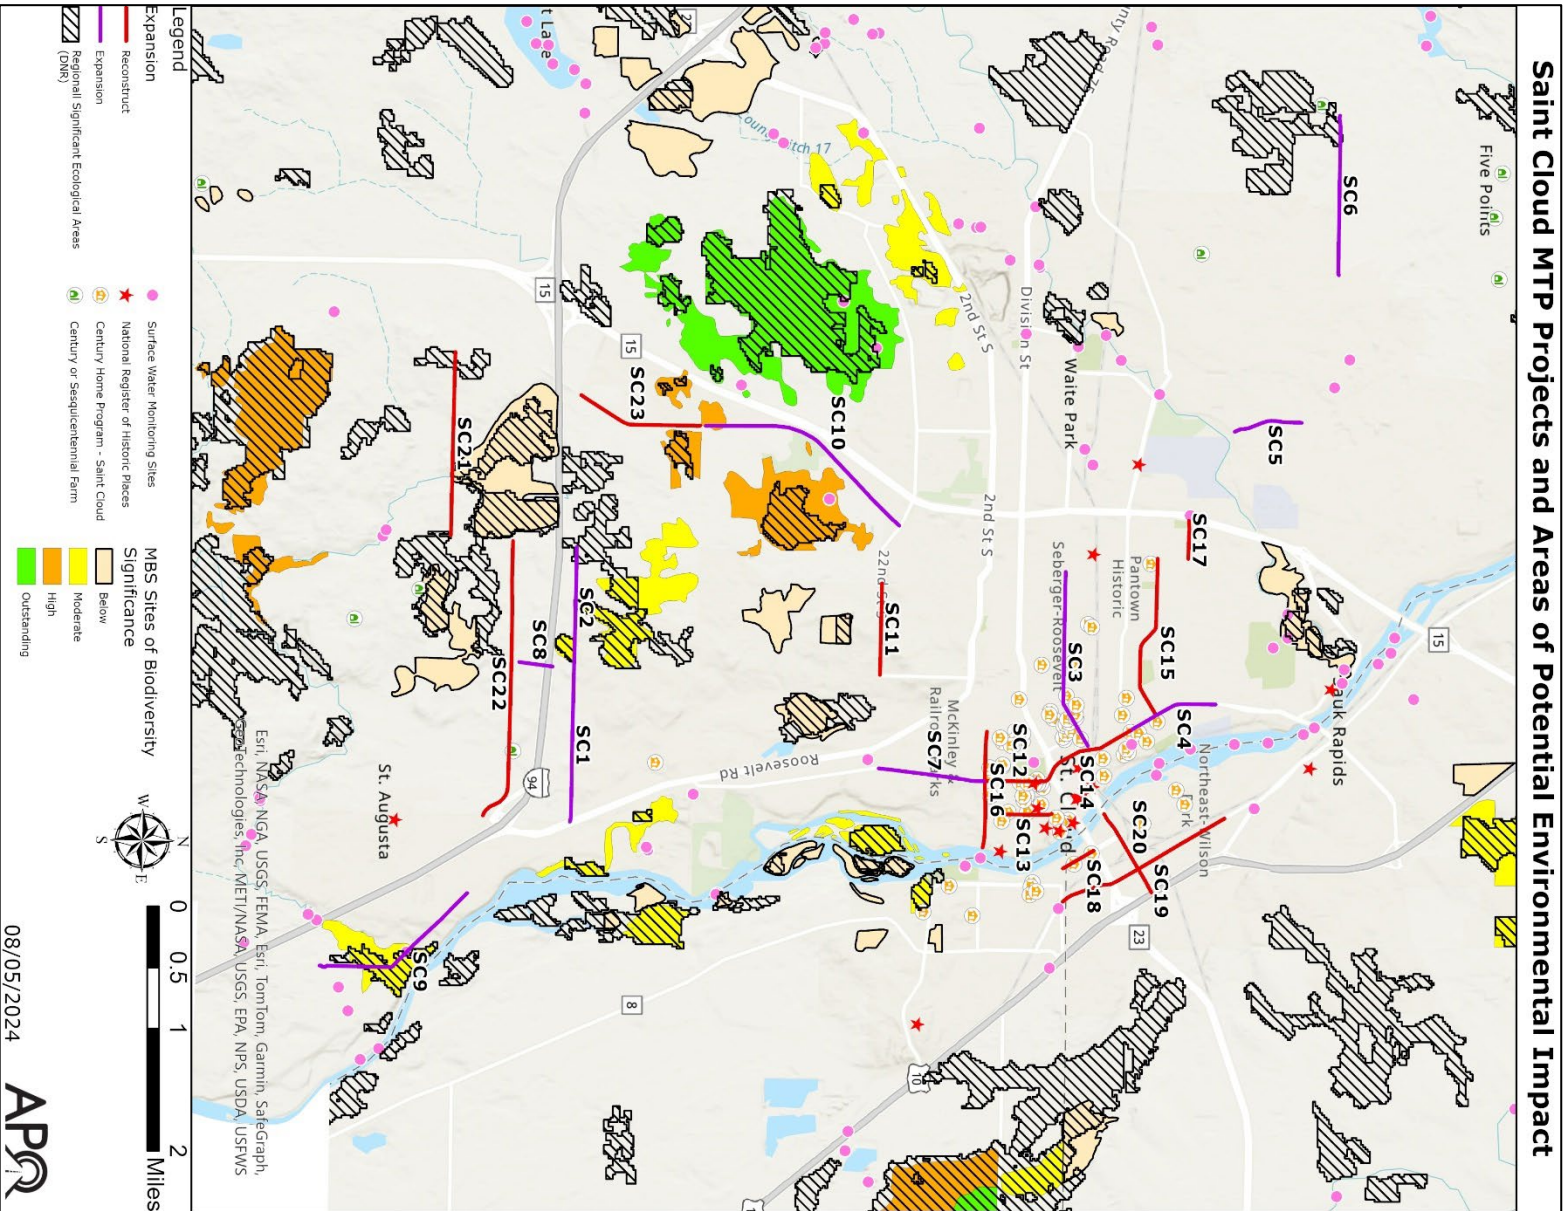 Saint Cloud MTP Projects and Areas of Potential Environmental Impact
Five Points
SC6
SC5
SC17
15
Sauk Rapids
Waite Park
Division St
2nd St S
2nd St S
22nd St S
Pantown
Historic
Seberger-Roosevelt
SC15
SC3
SC4
Northeast-Wilson
Park
SC14
St. Cloud
SC12
SC16
SC13
SC20
SC19
SC18
23
SC7
McKinley &
SC11
SC10
SC23
15
15
Roosevelt Rd
SC2
SC1
SC8
SC21
SC22
94
St. Augusta
SC9
8
10
Esri, NASA, NGA, USGS, FEMA, Esri, TomTom, Garmin, SafeGraph,
GeoTechnologies, Inc, METI/NASA, USGS, EPA, NPS, USDA, USFWS
Legend
Expansion
Reconstruct
Expansion
Regionall Significant Ecological Areas
(DNR)
Surface Water Monitoring Sites
National Register of Historic Places
Century Home Program - Saint Cloud
Century or Sesquicentennial Farm
MBS Sites of Biodiversity
Significance
Below
Moderate
High
Outstanding
N
W
E
S
0 0.5 1 2
Miles
08/05/2024
APO